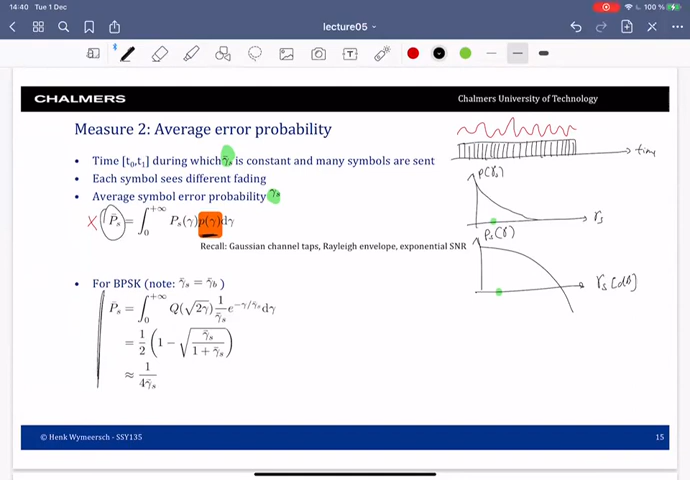 14:40 Tue 1 Dec
100 %
lecture05
CHALMERS
Chalmers University of Technology
Measure 2: Average error probability
• Time [t₀,t₁] during which γ̄ₛ is constant and many symbols are sent
• Each symbol sees different fading
• Average symbol error probability γₛ
X P̄ₛ = ∫₀^{+∞} Pₛ(γ)p(γ)dγ
Recall: Gaussian channel taps, Rayleigh envelope, exponential SNR
• For BPSK (note: γ̄ₛ = γ̄_b)
P̄ₛ = ∫₀^{+∞} Q(√(2γ)) (1/γ̄ₛ) e^{−γ/γ̄ₛ} dγ
= 1/2 (1 − √(γ̄ₛ/(1 + γ̄ₛ)))
≈ 1/(4γ̄ₛ)
time
P(γₛ)
γₛ
Pₛ(γ)
γₛ [dB]
© Henk Wymeersch - SSY135
15